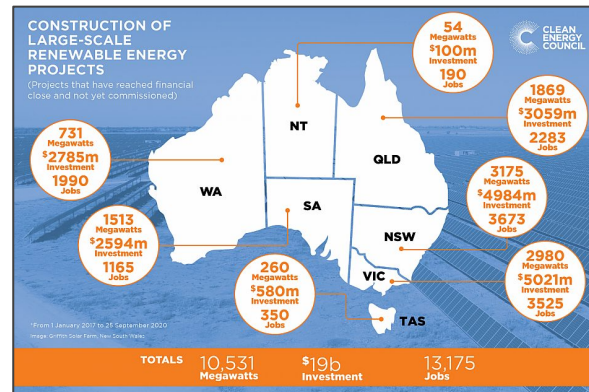 CONSTRUCTION OF
LARGE-SCALE
RENEWABLE ENERGY
PROJECTS
(Projects that have reached financial
close and not yet commissioned)
CLEAN
ENERGY
COUNCIL
54
Megawatts
$100m
Investment
190
Jobs
1869
Megawatts
$3059m
Investment
2283
Jobs
731
Megawatts
$2785m
Investment
1990
Jobs
NT
QLD
WA
SA
NSW
VIC
TAS
3175
Megawatts
$4984m
Investment
3673
Jobs
1513
Megawatts
$2594m
Investment
1165
Jobs
260
Megawatts
$580m
Investment
350
Jobs
2980
Megawatts
$5021m
Investment
3525
Jobs
*From 1 January 2017 to 25 September 2020
Image: Griffith Solar Farm, New South Wales
TOTALS
10,531
Megawatts
$19b
Investment
13,175
Jobs